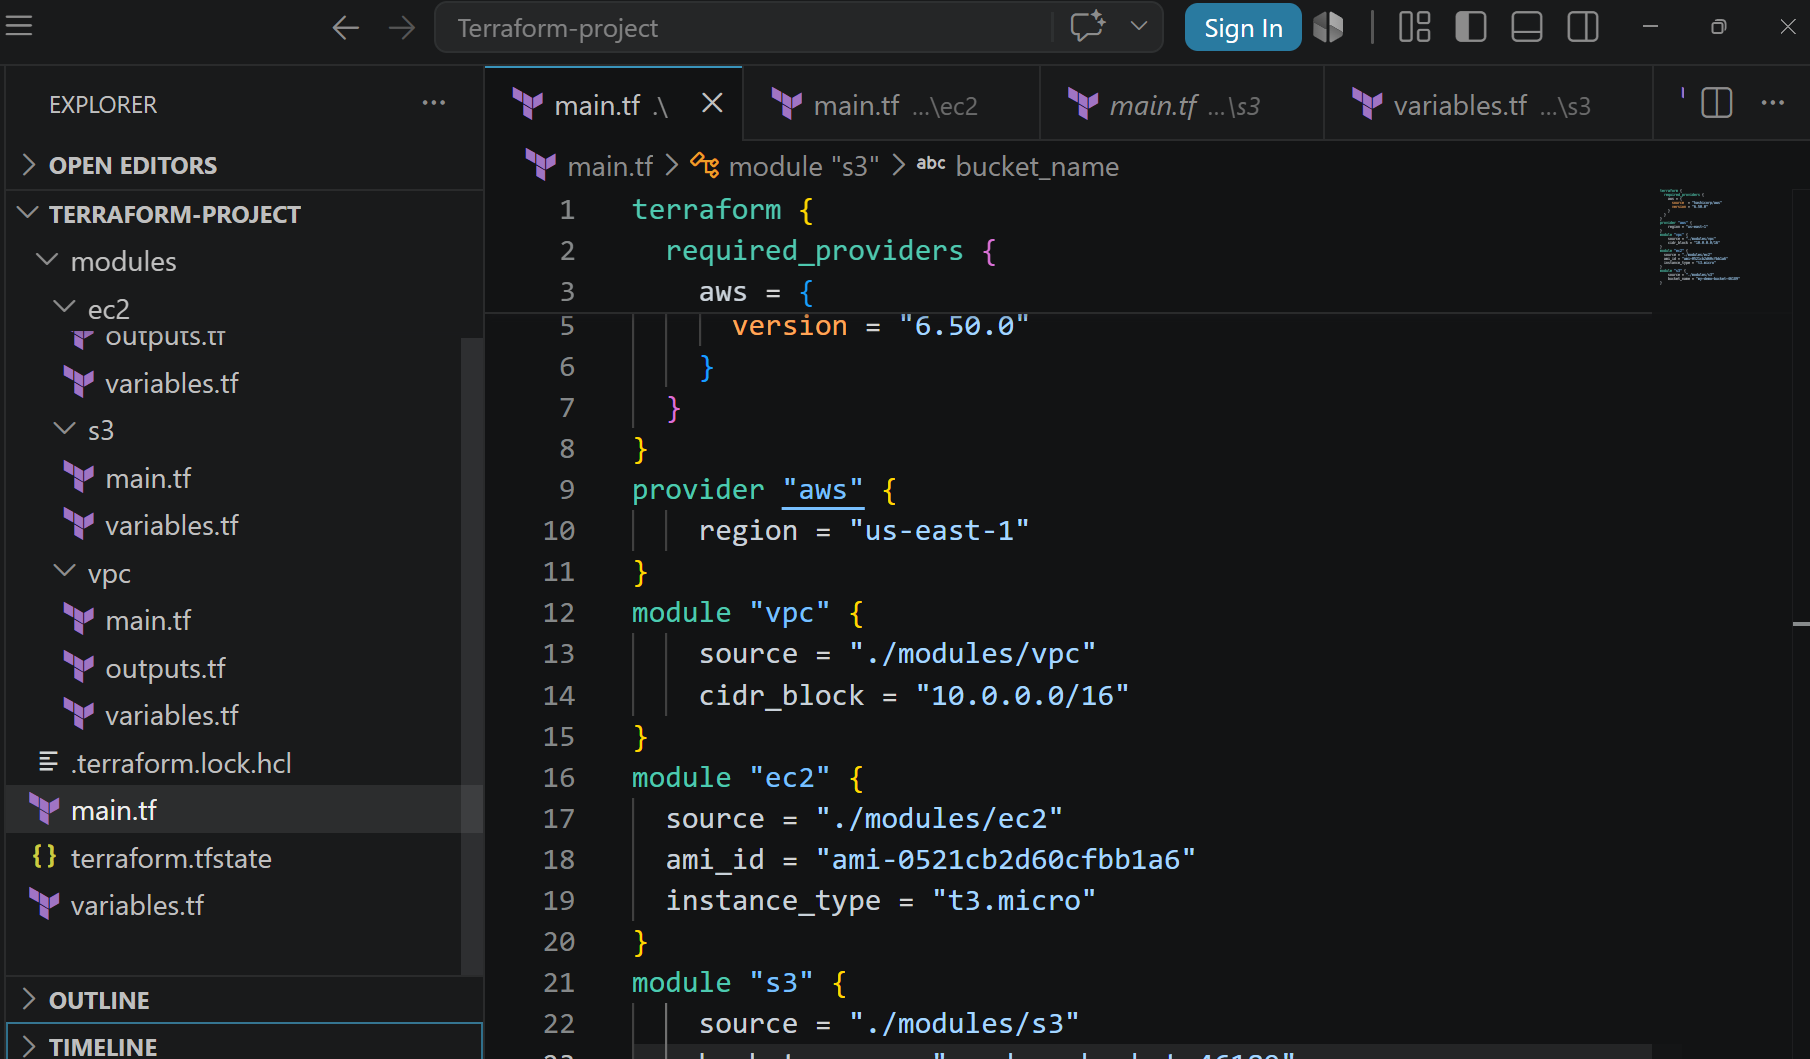 Terraform-project
Sign In
EXPLORER
OPEN EDITORS
TERRAFORM-PROJECT
modules
ec2
outputs.tf
variables.tf
s3
main.tf
variables.tf
vpc
main.tf
outputs.tf
variables.tf
.terraform.lock.hcl
main.tf
terraform.tfstate
variables.tf
OUTLINE
TIMELINE
main.tf .\
main.tf ...\ec2
main.tf ...\s3
variables.tf ...\s3
main.tf > module "s3" > abc bucket_name
1 terraform {
2 required_providers {
3 aws = {
5 version = "6.50.0"
6 }
7 }
8 }
9 provider "aws" {
10 region = "us-east-1"
11 }
12 module "vpc" {
13 source = "./modules/vpc"
14 cidr_block = "10.0.0.0/16"
15 }
16 module "ec2" {
17 source = "./modules/ec2"
18 ami_id = "ami-0521cb2d60cfbb1a6"
19 instance_type = "t3.micro"
20 }
21 module "s3" {
22 source = "./modules/s3"